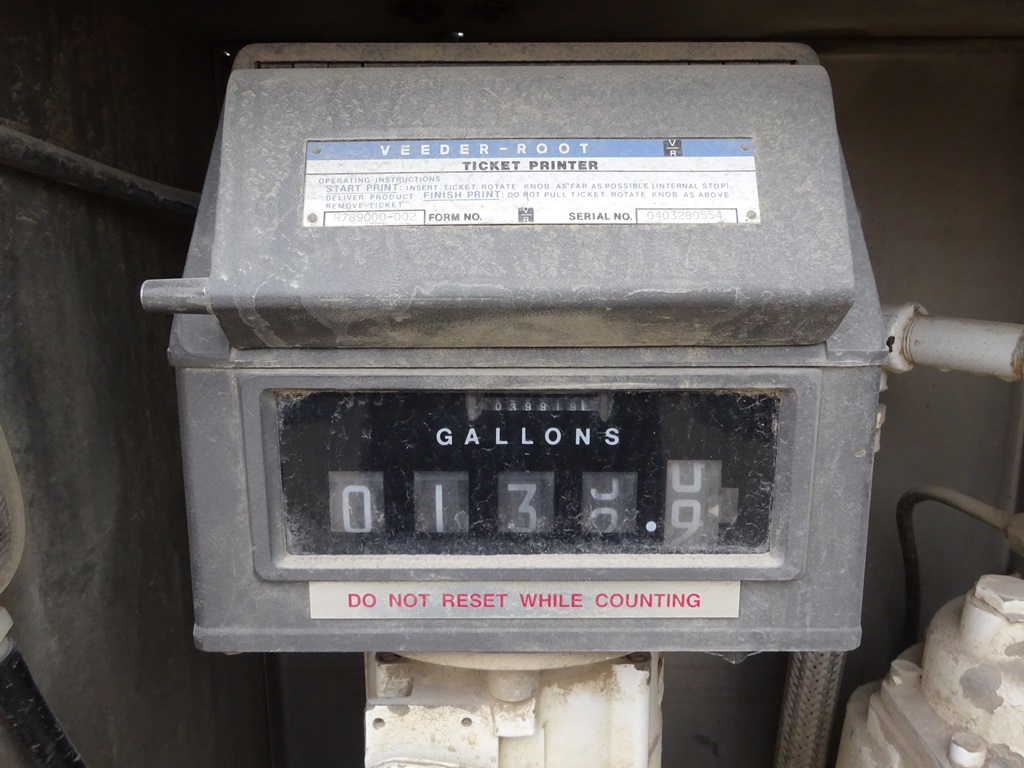 VEEDER-ROOT V/R
TICKET PRINTER
OPERATING INSTRUCTIONS
START PRINT: INSERT TICKET. ROTATE KNOB AS FAR AS POSSIBLE (INTERNAL STOP).
DELIVER PRODUCT FINISH PRINT: DO NOT PULL TICKET. ROTATE KNOB AS ABOVE.
REMOVE TICKET.
R789000-002 FORM NO. V/R SERIAL NO. 0403280554
GALLONS
0 1 3 . 9
DO NOT RESET WHILE COUNTING